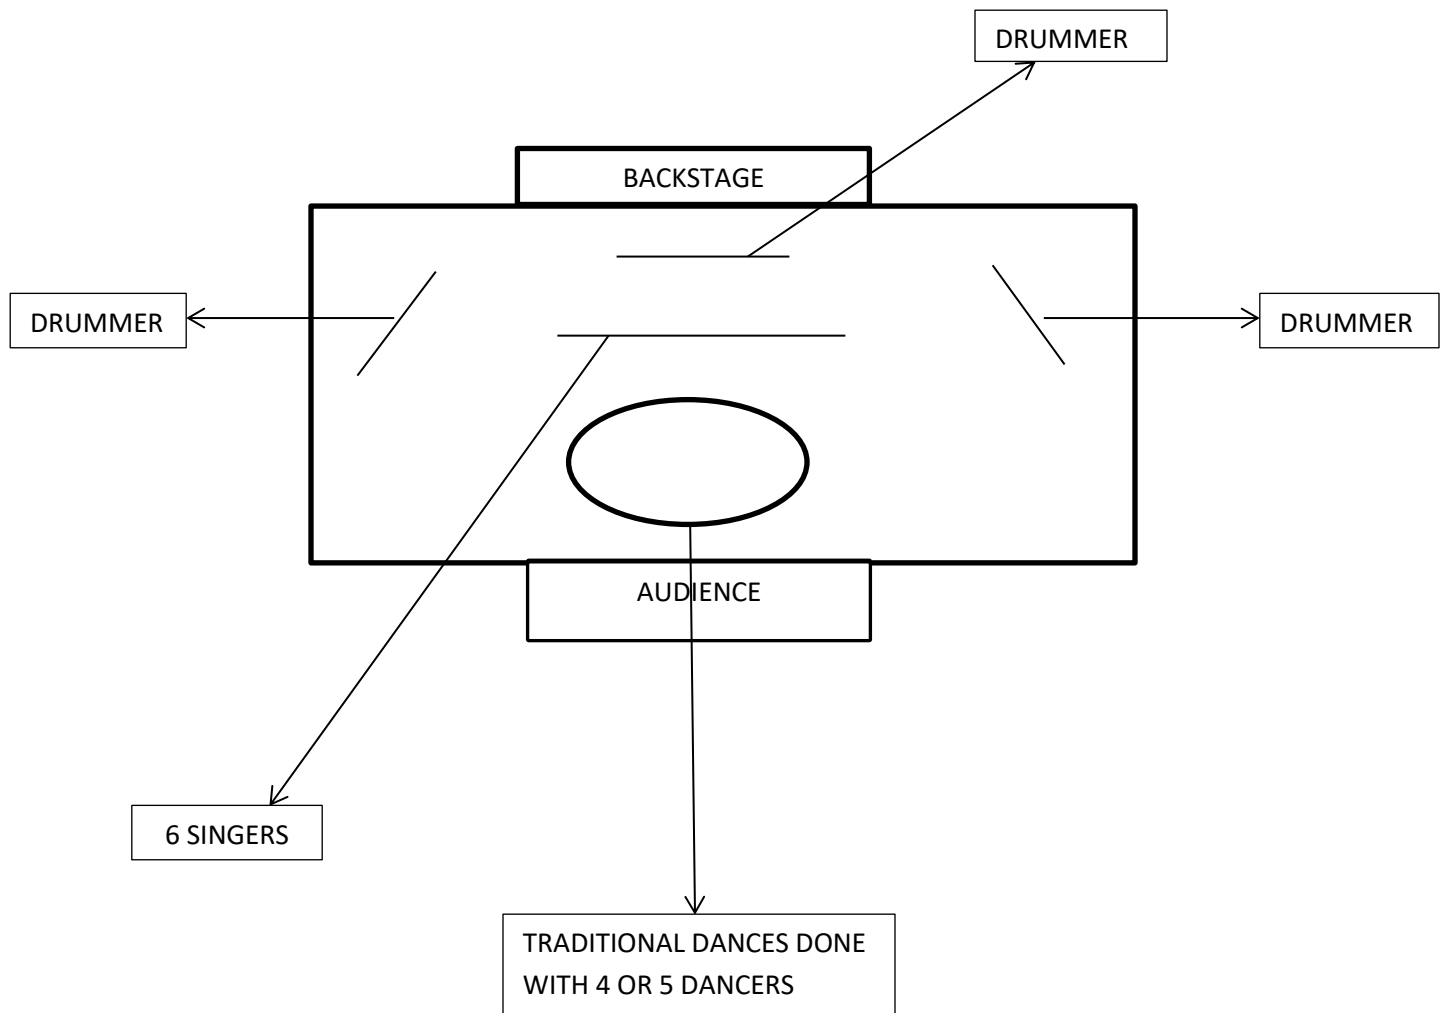 DRUMMER
BACKSTAGE
DRUMMER
DRUMMER
AUDIENCE
6 SINGERS
TRADITIONAL DANCES DONE
WITH 4 OR 5 DANCERS